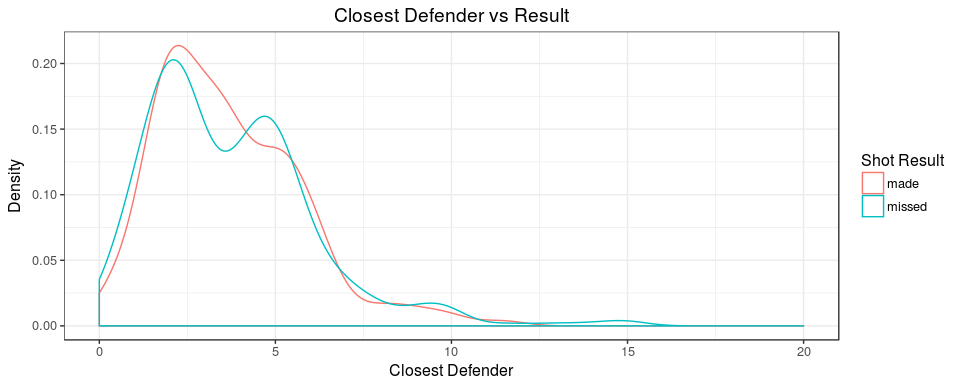 Closest Defender vs Result
Density
0.20
0.15
0.10
0.05
0.00
0
5
10
15
20
Closest Defender
Shot Result
made
missed